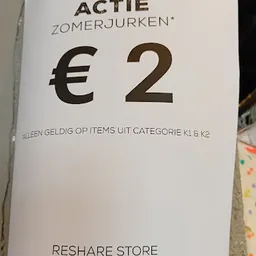 ACTIE
ZOMERJURKEN*
€ 2
*ALLEEN GELDIG OP ITEMS UIT CATEGORIE K1 & K2
RESHARE STORE